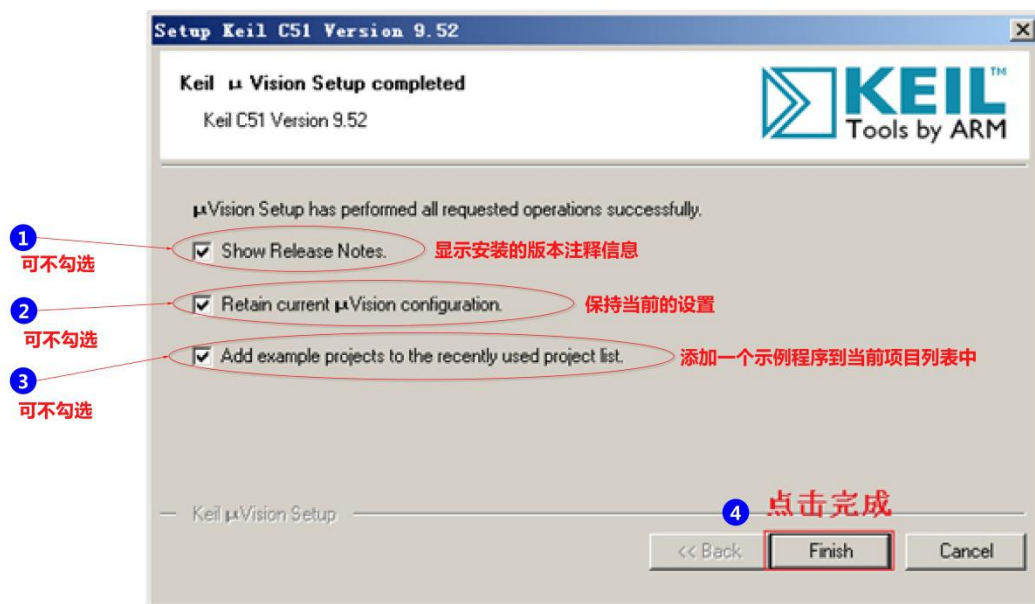 Setup Keil C51 Version 9.52
Keil μ Vision Setup completed
Keil C51 Version 9.52
KEIL™
Tools by ARM
μVision Setup has performed all requested operations successfully.
1
可不勾选
Show Release Notes.
显示安装的版本注释信息
2
可不勾选
Retain current μVision configuration.
保持当前的设置
3
可不勾选
Add example projects to the recently used project list.
添加一个示例程序到当前项目列表中
Keil μVision Setup
4
点击完成
<< Back
Finish
Cancel